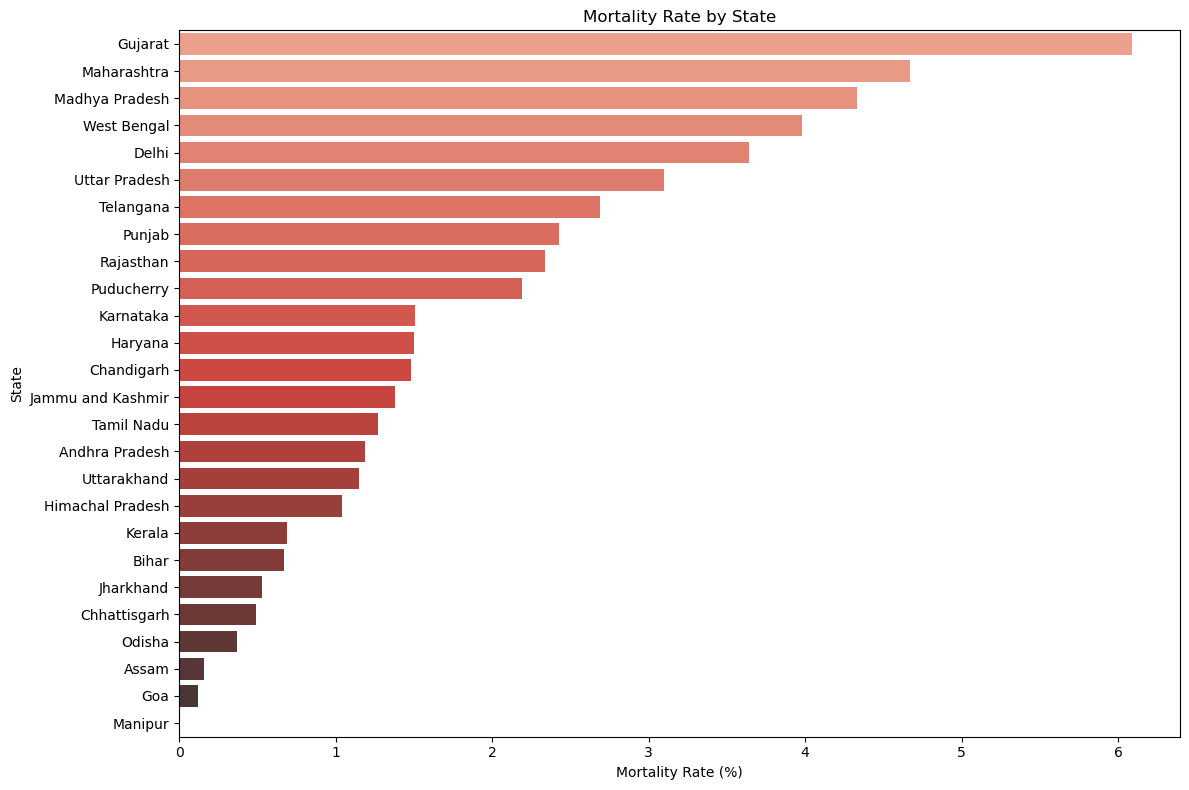 Mortality Rate by State
Gujarat
Maharashtra
Madhya Pradesh
West Bengal
Delhi
Uttar Pradesh
Telangana
Punjab
Rajasthan
Puducherry
Karnataka
Haryana
Chandigarh
Jammu and Kashmir
Tamil Nadu
Andhra Pradesh
Uttarakhand
Himachal Pradesh
Kerala
Bihar
Jharkhand
Chhattisgarh
Odisha
Assam
Goa
Manipur
State
0 1 2 3 4 5 6
Mortality Rate (%)